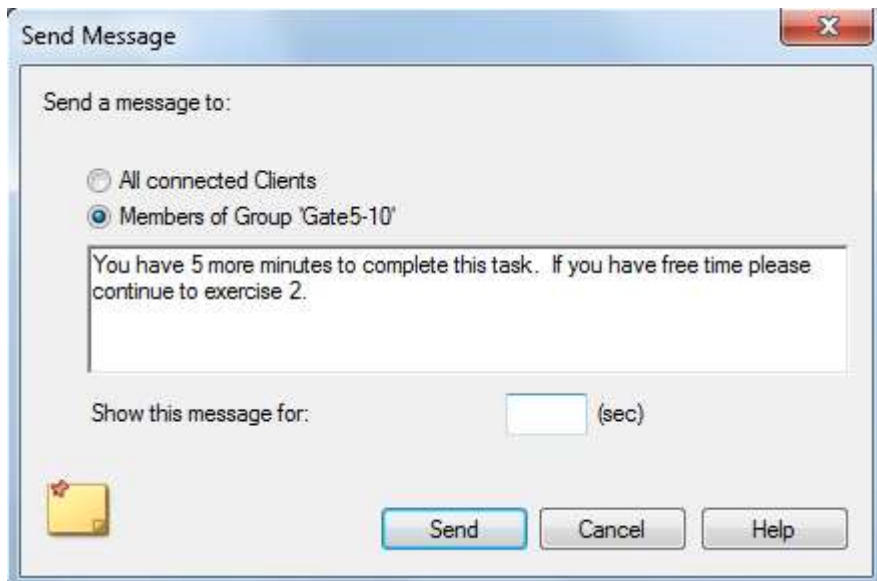 Send Message
Send a message to:
All connected Clients
Members of Group 'Gate5-10'
You have 5 more minutes to complete this task.  If you have free time please
continue to exercise 2.
Show this message for: (sec)
Send Cancel Help